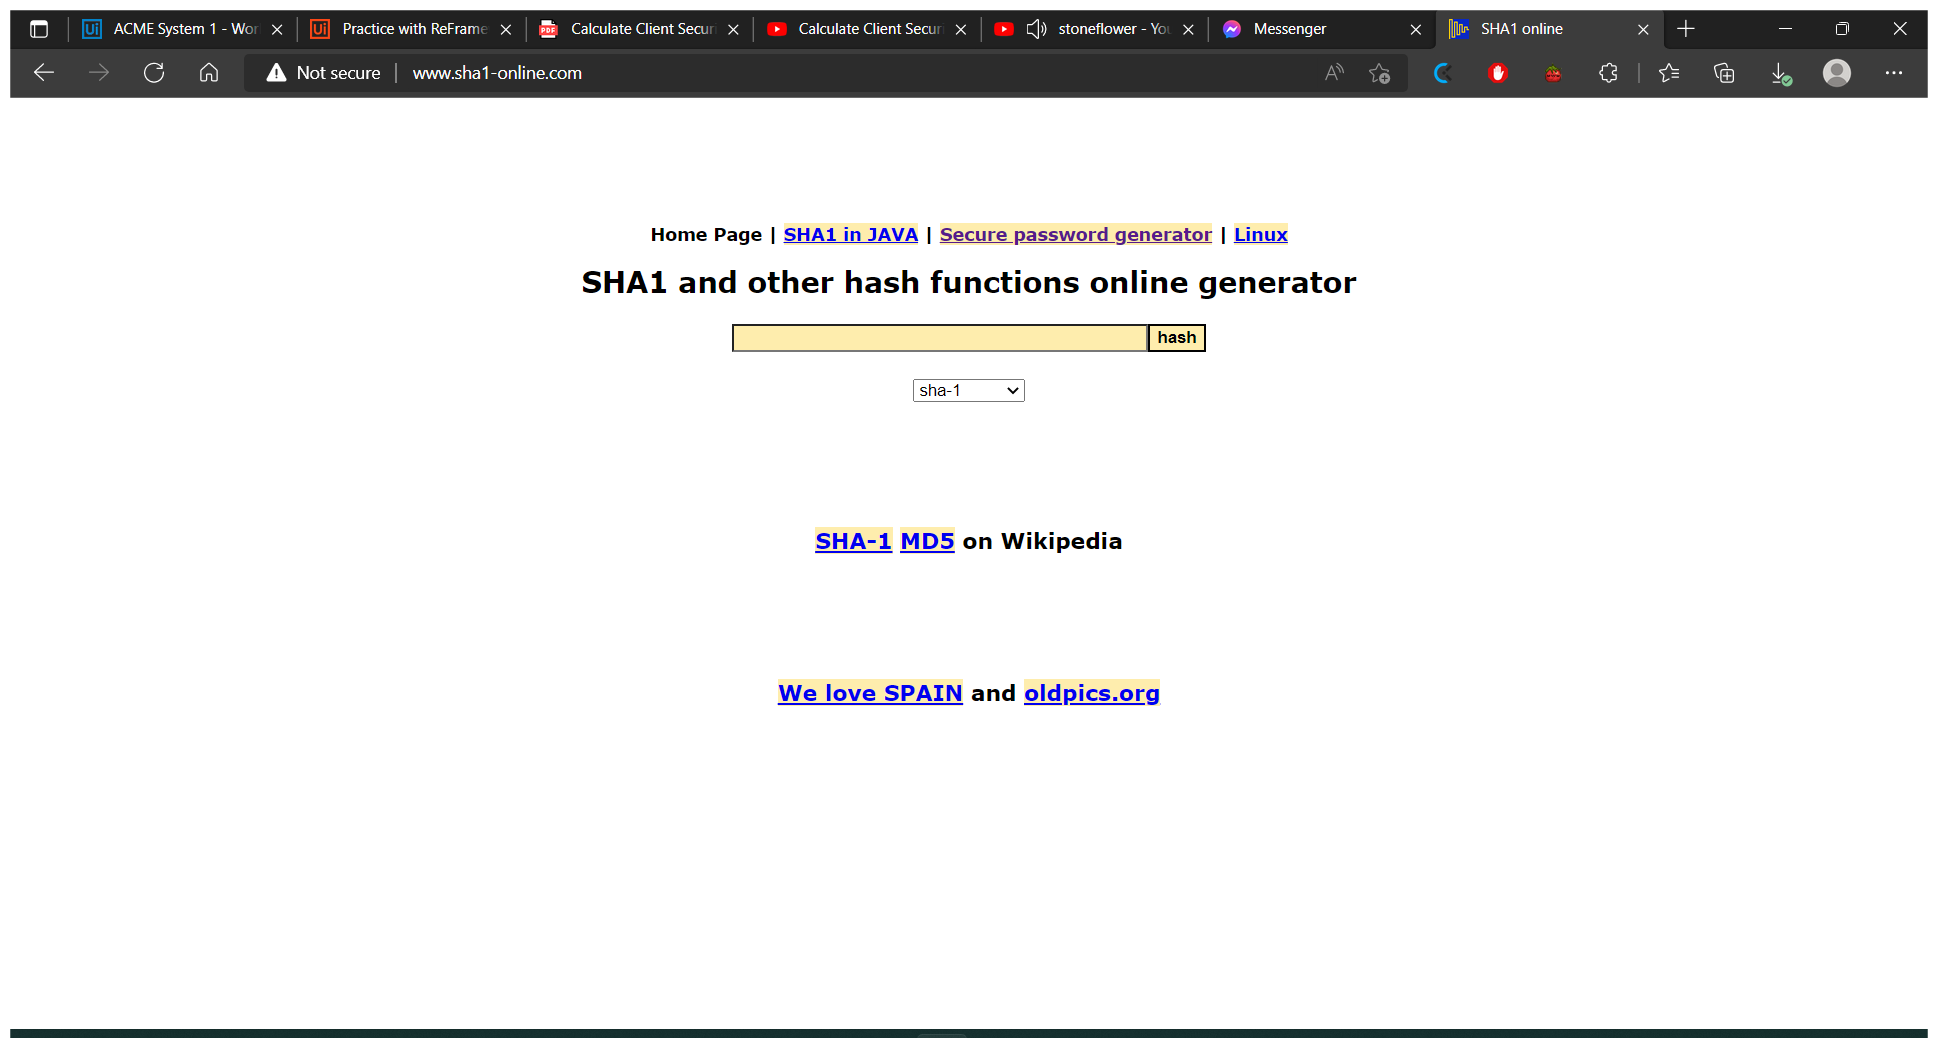 ACME System 1 - Wor
Practice with ReFrame
Calculate Client Securi
Calculate Client Securi
stoneflower - You
Messenger
SHA1 online
Not secure | www.sha1-online.com
Home Page | SHA1 in JAVA | Secure password generator | Linux
SHA1 and other hash functions online generator
hash
sha-1
SHA-1 MD5 on Wikipedia
We love SPAIN and oldpics.org